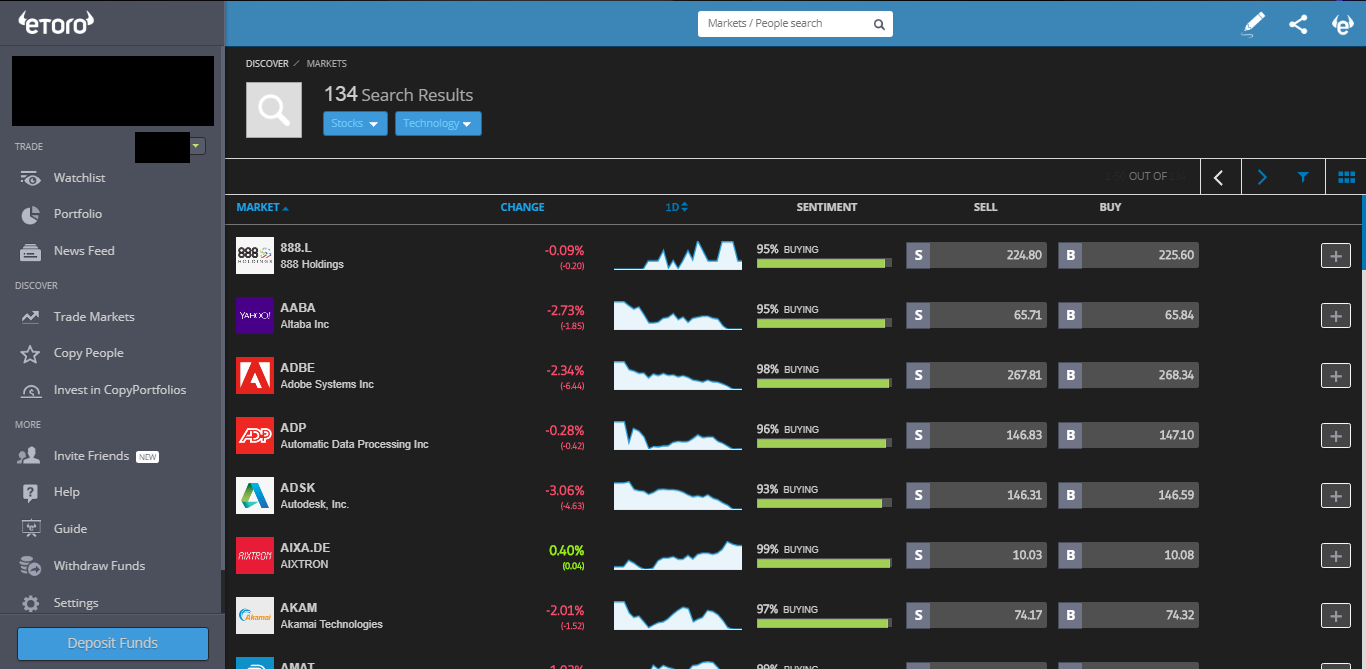 eToro
Markets / People search
DISCOVER / MARKETS
134 Search Results
Stocks
Technology
TRADE
Watchlist
Portfolio
News Feed
DISCOVER
Trade Markets
Copy People
Invest in CopyPortfolios
MORE
Invite Friends NEW
Help
Guide
Withdraw Funds
Settings
Deposit Funds
OUT OF
MARKET CHANGE 1D SENTIMENT SELL BUY
888 HOLDINGS
888.L -0.09% 95% BUYING S 224.80 B 225.60
888 Holdings (-0.20)
YAHOO!
AABA -2.73% 95% BUYING S 65.71 B 65.84
Altaba Inc (-1.85)
ADBE -2.34% 98% BUYING S 267.81 B 268.34
Adobe Systems Inc (-6.44)
ADP
ADP -0.28% 96% BUYING S 146.83 B 147.10
Automatic Data Processing Inc (-0.42)
ADSK -3.06% 93% BUYING S 146.31 B 146.59
Autodesk, Inc. (-4.63)
AIXTRON
AIXA.DE 0.40% 99% BUYING S 10.03 B 10.08
AIXTRON (0.04)
Akamai
AKAM -2.01% 97% BUYING S 74.17 B 74.32
Akamai Technologies (-1.52)
AMAT 99% BUYING